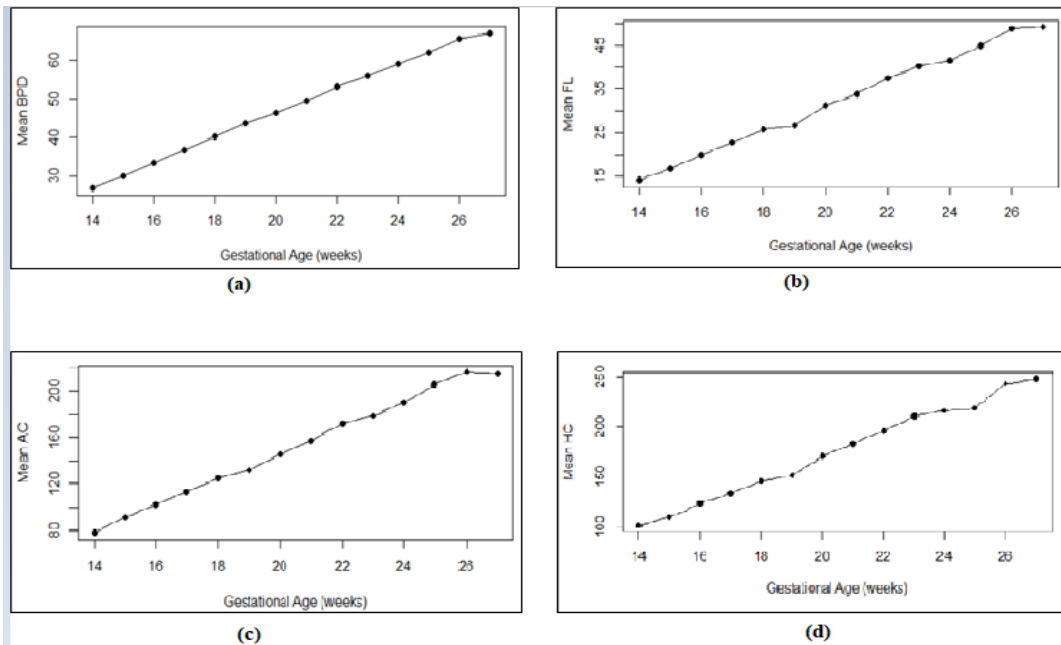 Mean BPD
60
50
40
30
14 16 18 20 22 24 26
Gestational Age (weeks)
(a)
Mean FL
45
35
25
15
14 16 18 20 22 24 26
Gestational Age (weeks)
(b)
Mean AC
200
160
120
80
14 16 18 20 22 24 26
Gestational Age (weeks)
(c)
Mean HC
250
200
150
100
14 16 18 20 22 24 26
Gestational Age (weeks)
(d)